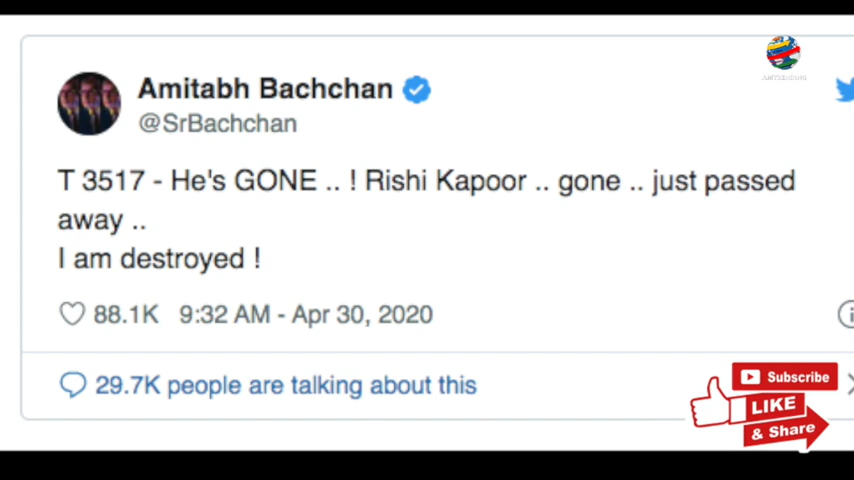 Amitabh Bachchan
@SrBachchan
T 3517 - He's GONE .. ! Rishi Kapoor .. gone .. just passed
away ..
I am destroyed !
88.1K 9:32 AM - Apr 30, 2020
29.7K people are talking about this
Subscribe
LIKE
& Share